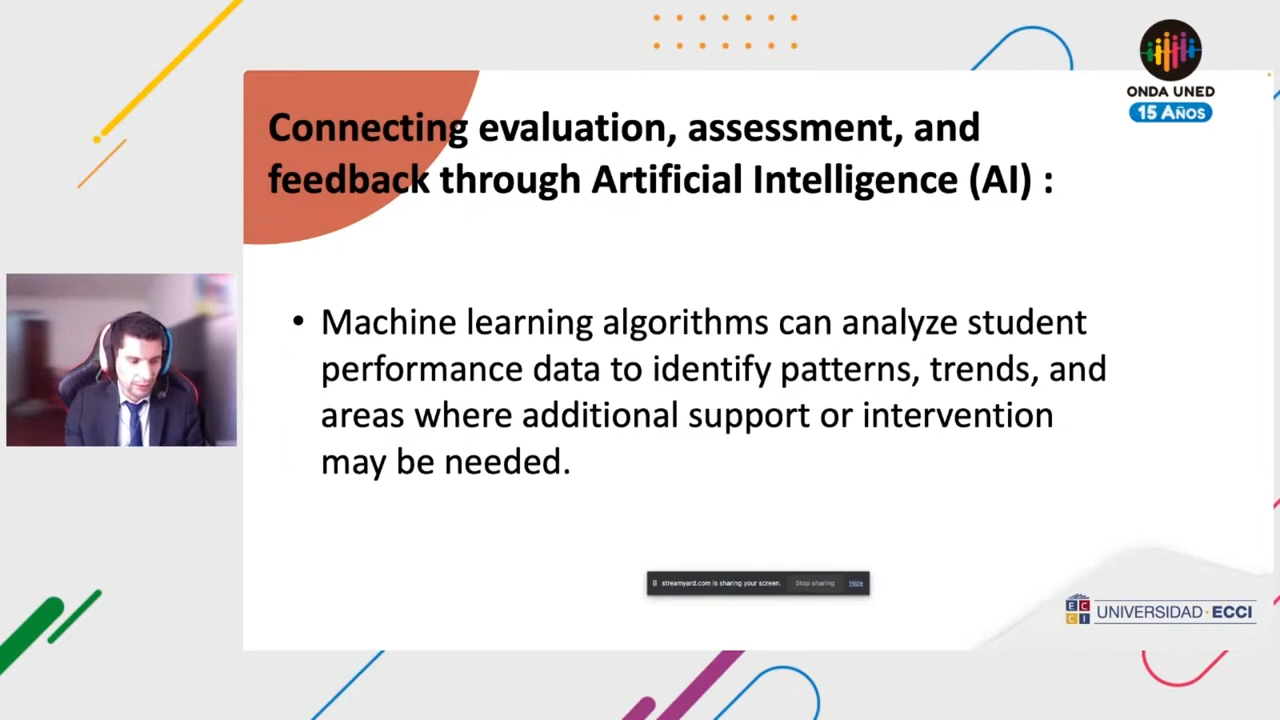 ONDA UNED
15 AÑOS
Connecting evaluation, assessment, and
feedback through Artificial Intelligence (AI) :
• Machine learning algorithms can analyze student
performance data to identify patterns, trends, and
areas where additional support or intervention
may be needed.
streamyard.com is sharing your screen. Stop sharing Hide
E C C I UNIVERSIDAD · ECCI